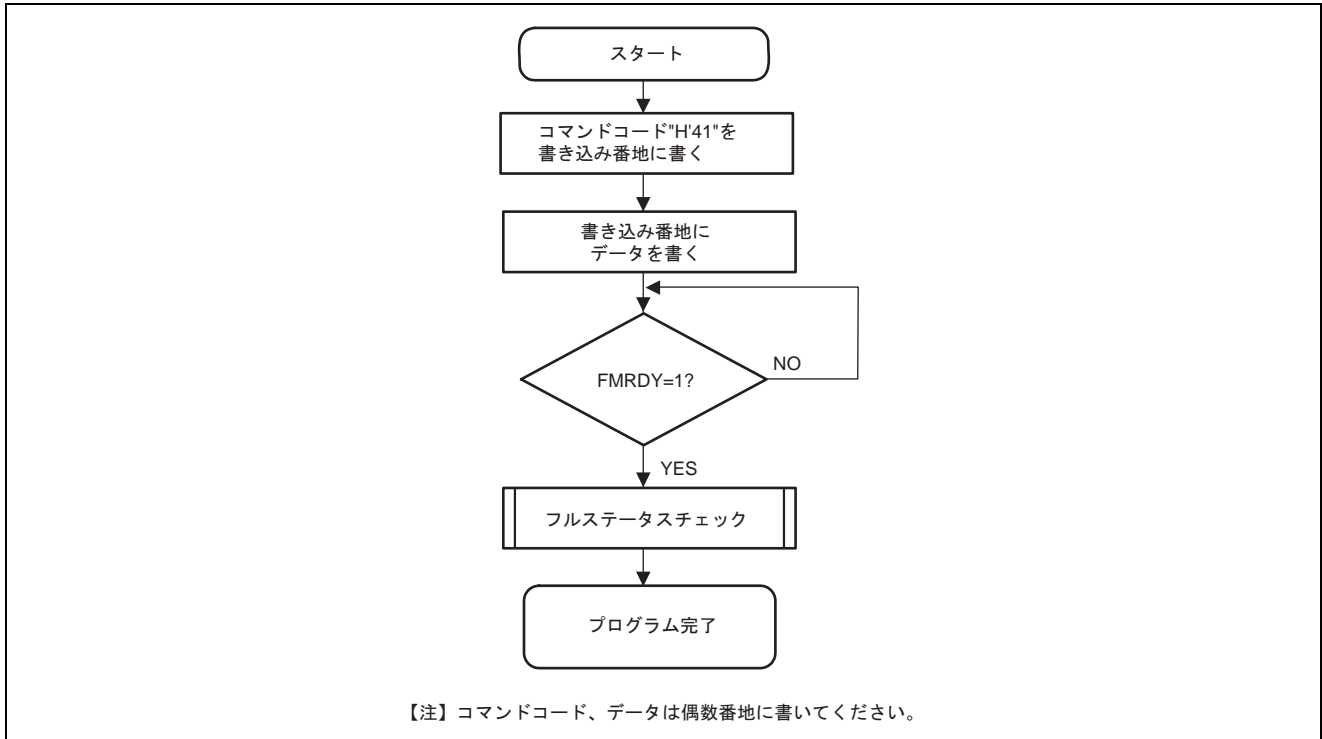 スタート
コマンドコード"H'41"を
書き込み番地に書く
書き込み番地に
データを書く
FMRDY=1?
NO
YES
フルステータスチェック
プログラム完了
【注】コマンドコード、データは偶数番地に書いてください。